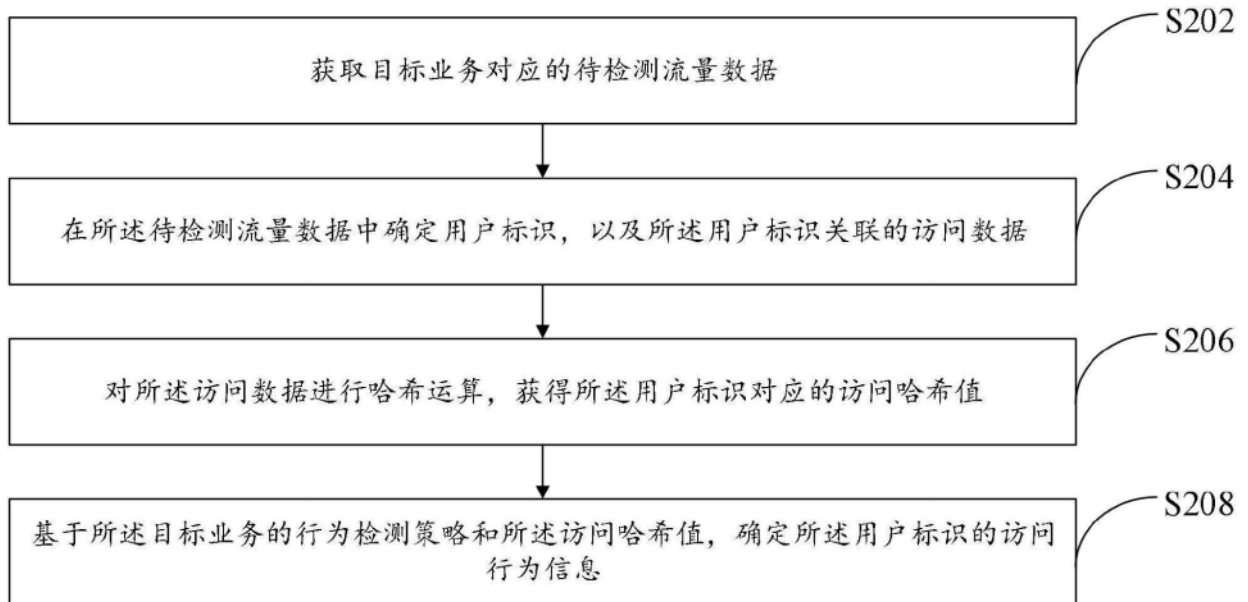 S202
获取目标业务对应的待检测流量数据
S204
在所述待检测流量数据中确定用户标识，以及所述用户标识关联的访问数据
S206
对所述访问数据进行哈希运算，获得所述用户标识对应的访问哈希值
S208
基于所述目标业务的行为检测策略和所述访问哈希值，确定所述用户标识的访问
行为信息